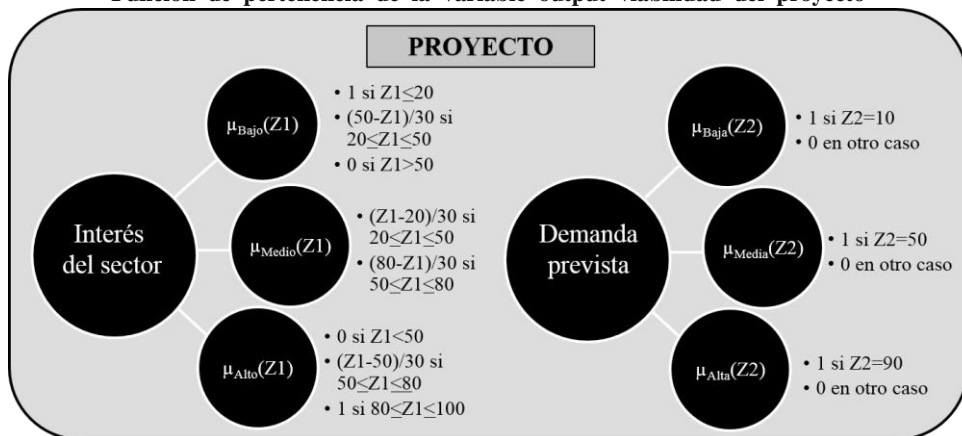 Función de pertenencia de la variable output viabilidad del proyecto
PROYECTO
Interés
del sector
μBajo(Z1)
• 1 si Z1≤20
• (50-Z1)/30 si
20≤Z1≤50
• 0 si Z1>50
μMedio(Z1)
• (Z1-20)/30 si
20≤Z1≤50
• (80-Z1)/30 si
50≤Z1≤80
μAlto(Z1)
• 0 si Z1<50
• (Z1-50)/30 si
50≤Z1≤80
• 1 si 80≤Z1≤100
Demanda
prevista
μBaja(Z2)
• 1 si Z2=10
• 0 en otro caso
μMedia(Z2)
• 1 si Z2=50
• 0 en otro caso
μAlta(Z2)
• 1 si Z2=90
• 0 en otro caso